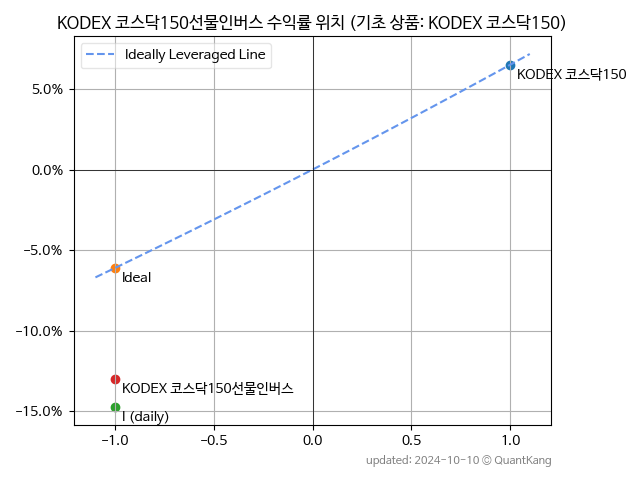 KODEX 코스닥150선물인버스 수익률 위치 (기초 상품: KODEX 코스닥150)
Ideally Leveraged Line
KODEX 코스닥150
5.0%
0.0%
−5.0%
Ideal
−10.0%
KODEX 코스닥150선물인버스
−15.0%
I (daily)
−1.0 −0.5 0.0 0.5 1.0
updated: 2024-10-10 © QuantKang